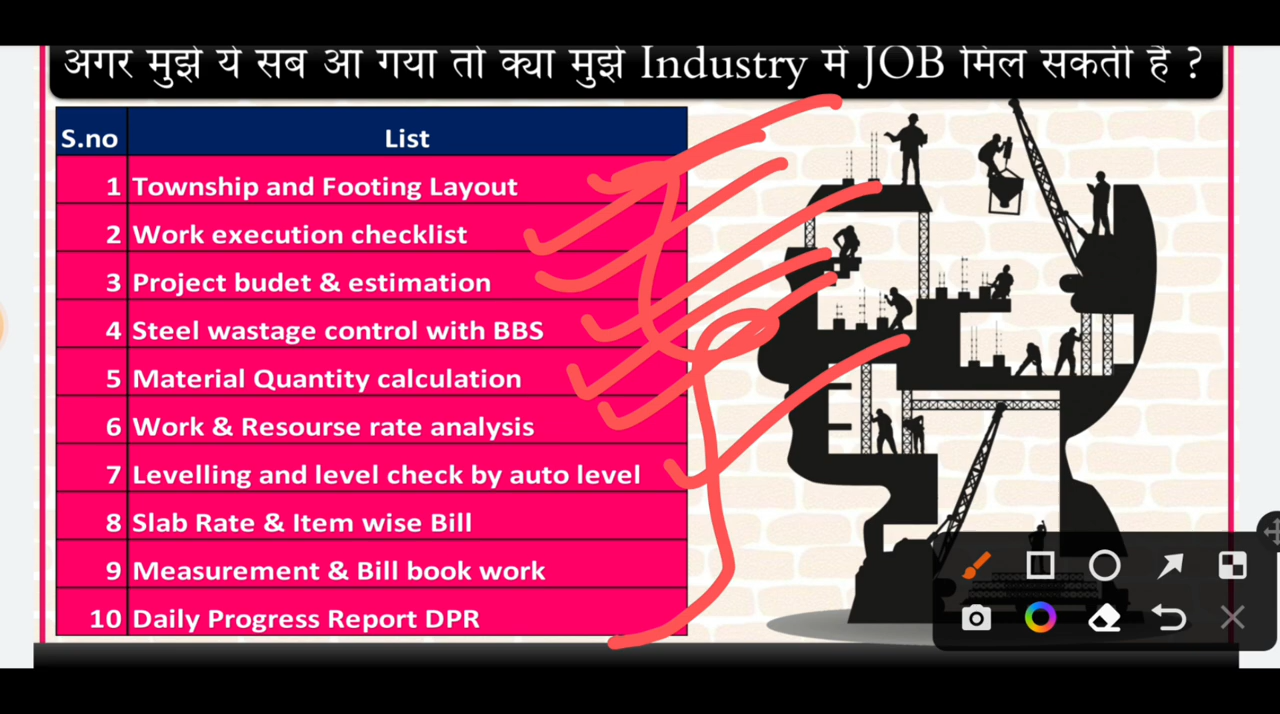 अगर मुझे ये सब आ गया तो क्या मुझे Industry में JOB मिल सकती है ?
S.no List
1 Township and Footing Layout
2 Work execution checklist
3 Project budet & estimation
4 Steel wastage control with BBS
5 Material Quantity calculation
6 Work & Resourse rate analysis
7 Levelling and level check by auto level
8 Slab Rate & Item wise Bill
9 Measurement & Bill book work
10 Daily Progress Report DPR